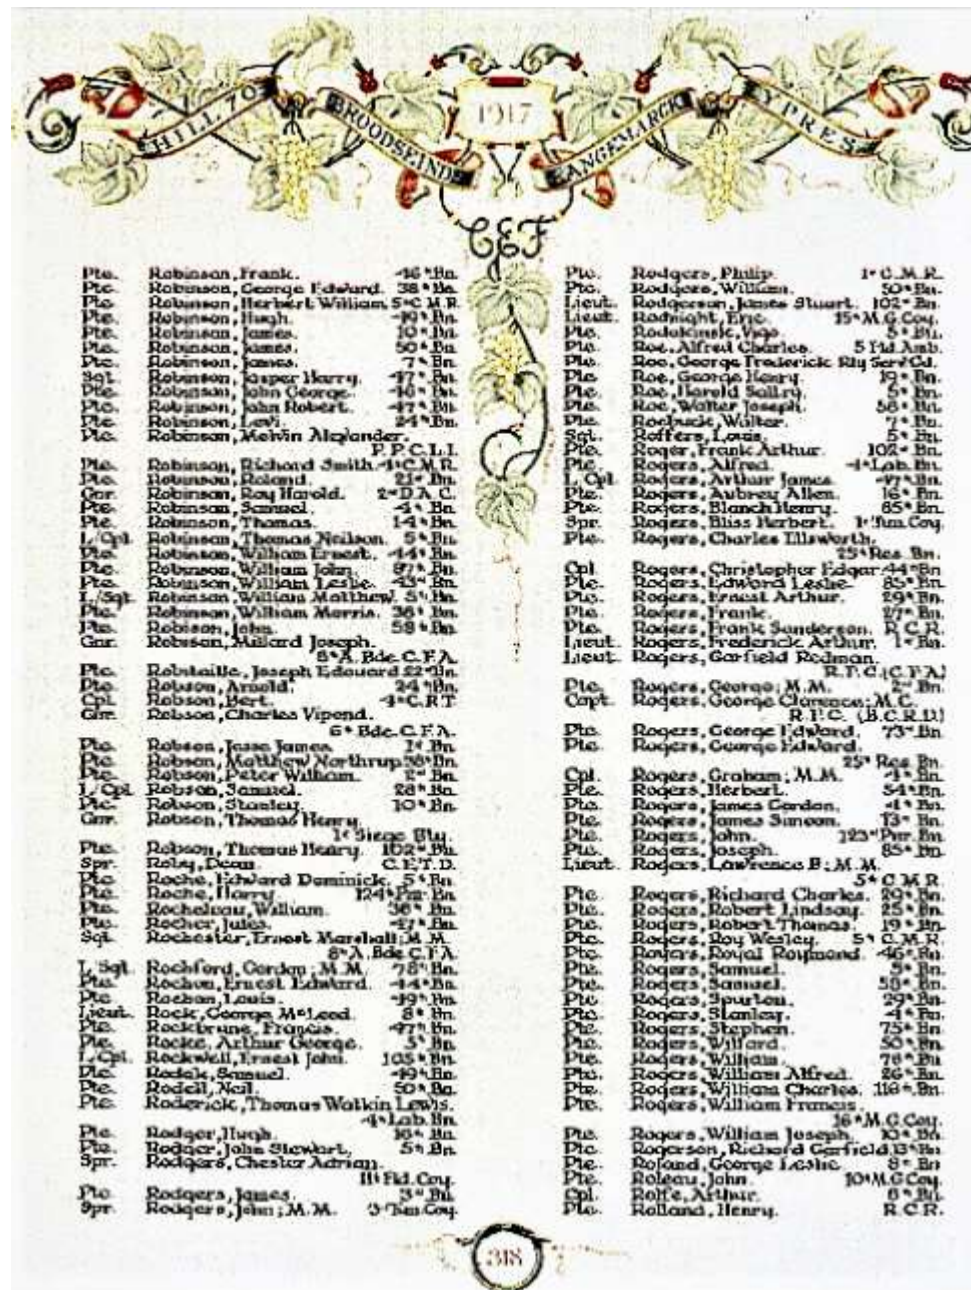 HILL 70
BROODSEINDE
1917
LANGEMARCK
YPRES
C.E.F.
Pte. Robinson, Frank. 46th Bn.
Pte. Robinson, George Edward. 38th Bn.
Pte. Robinson, Herbert William. 5th C.M.R.
Pte. Robinson, Hugh. 49th Bn.
Pte. Robinson, James. 10th Bn.
Pte. Robinson, James. 50th Bn.
Pte. Robinson, James. 7th Bn.
Sgt. Robinson, Jasper Harry. 47th Bn.
Pte. Robinson, John George. 46th Bn.
Pte. Robinson, John Robert. 47th Bn.
Pte. Robinson, Levi. 24th Bn.
Pte. Robinson, Melvin Alexander.
P.P.C.L.I.
Pte. Robinson, Richard Smith. 4th C.M.R.
Pte. Robinson, Roland. 21st Bn.
Gnr. Robinson, Roy Harold. 2nd D.A.C.
Pte. Robinson, Samuel. 4th Bn.
Pte. Robinson, Thomas. 14th Bn.
L/Cpl. Robinson, Thomas Neilson. 5th Bn.
Pte. Robinson, William Ernest. 44th Bn.
Pte. Robinson, William John. 87th Bn.
Pte. Robinson, William Leslie. 43rd Bn.
L/Sgt. Robinson, William Matthew. 5th Bn.
Pte. Robinson, William Morris. 38th Bn.
Pte. Robison, John. 58th Bn.
Gnr. Robisson, Millard Joseph.
8th A. Bde. C.F.A.
Pte. Robitaille, Joseph Edouard. 22nd Bn.
Pte. Robson, Arnold. 24th Bn.
Cpl. Robson, Bert. 4th C.R.T.
Gnr. Robson, Charles Vipond.
6th Bde. C.F.A.
Pte. Robson, Jesse James. 1st Bn.
Pte. Robson, Matthew Northrup. 38th Bn.
Pte. Robson, Peter William. 2nd Bn.
L/Cpl. Robson, Samuel. 28th Bn.
Pte. Robson, Stanley. 10th Bn.
Gnr. Robson, Thomas Henry.
1st Siege Bty.
Pte. Robson, Thomas Henry. 102nd Bn.
Spr. Roby, Dean. C.E.T.D.
Pte. Roche, Edward Dominick. 5th Bn.
Pte. Roche, Harry. 124th Pnr. Bn.
Pte. Rocheleau, William. 38th Bn.
Pte. Rocher, Jules. 47th Bn.
Sgt. Rochester, Ernest Marshall; M.M.
8th A. Bde. C.F.A.
L/Sgt. Rochford, Gordon; M.M. 78th Bn.
Pte. Rochon, Ernest Edward. 44th Bn.
Pte. Rochon, Louis. 49th Bn.
Lieut. Rock, George McLeod. 8th Bn.
Pte. Rockbrune, Francis. 47th Bn.
Pte. Rocke, Arthur George. 3rd Bn.
L/Cpl. Rockwell, Ernest John. 105th Bn.
Pte. Rodak, Samuel. 49th Bn.
Pte. Rodell, Neil. 50th Bn.
Pte. Roderick, Thomas Watkin Lewis.
4th Lab. Bn.
Pte. Rodger, Hugh. 16th Bn.
Pte. Rodger, John Stewart. 5th Bn.
Spr. Rodgers, Chester Adrian.
11th Fld. Coy.
Pte. Rodgers, James. 3rd Bn.
Spr. Rodgers, John; M.M. 3rd Tun. Coy.
Pte. Rodgers, Philip. 1st C.M.R.
Pte. Rodgers, William. 50th Bn.
Lieut. Rodgerson, James Stuart. 102nd Bn.
Lieut. Rodnight, Eric. 15th M.G. Coy.
Pte. Rodokinsk, Vigo. 5th Bn.
Pte. Roe, Alfred Charles. 5 Fld. Amb.
Pte. Roe, George Frederick
Pte. Roe, George Henry. 19th Bn.
Pte. Roe, Harold 5th Bn.
Pte. Roe, Walter Joseph. 58th Bn.
Pte. Roebuck, Walter. 7th Bn.
Sgt. Roffers, Louis. 5th Bn.
Pte. Roger, Frank Arthur. 102nd Bn.
Pte. Rogers, Alfred. 4th Lab. Bn.
L/Cpl. Rogers, Arthur James. 47th Bn.
Pte. Rogers, Aubrey Allen. 16th Bn.
Pte. Rogers, Blanch Henry. 85th Bn.
Spr. Rogers, Bliss Herbert. 1st Tun. Coy.
Pte. Rogers, Charles Ellsworth.
25th Res. Bn.
Cpl. Rogers, Christopher Edgar. 44th Bn.
Pte. Rogers, Edward Leslie. 85th Bn.
Pte. Rogers, Ernest Arthur. 29th Bn.
Pte. Rogers, Frank. 27th Bn.
Pte. Rogers, Frank Sanderson. R.C.R.
Lieut. Rogers, Frederick Arthur. 1st Bn.
Lieut. Rogers, Garfield Redman.
R.F.C. (C.F.A)
Pte. Rogers, George; M.M. 2nd Bn.
Capt. Rogers, George Clarence; M.C.
R.F.C. (B.C.R.D.)
Pte. Rogers, George Edward. 73rd Bn.
Pte. Rogers, George Edward.
25th Res. Bn.
Cpl. Rogers, Graham; M.M. 4th Bn.
Pte. Rogers, Herbert. 54th Bn.
Pte. Rogers, James Gordon. 4th Bn.
Pte. Rogers, James Simeon. 13th Bn.
Pte. Rogers, John. 123rd Pnr. Bn.
Pte. Rogers, Joseph. 85th Bn.
Lieut. Rogers, Lawrence B; M.M.
5th C.M.R.
Pte. Rogers, Richard Charles. 29th Bn.
Pte. Rogers, Robert Lindsay. 25th Bn.
Pte. Rogers, Robert Thomas. 19th Bn.
Pte. Rogers, Roy Wesley. 5th C.M.R.
Pte. Rogers, Royal Raymond. 46th Bn.
Pte. Rogers, Samuel. 5th Bn.
Pte. Rogers, Samuel. 58th Bn.
Pte. Rogers, Spurton. 29th Bn.
Pte. Rogers, Stanley. 4th Bn.
Pte. Rogers, Stephen. 75th Bn.
Pte. Rogers, Wilfard. 50th Bn.
Pte. Rogers, William. 78th Bn.
Pte. Rogers, William Alfred. 26th Bn.
Pte. Rogers, William Charles. 116th Bn.
Pte. Rogers, William Francis.
16th M.G. Coy.
Pte. Rogers, William Joseph. 10th Bn.
Pte. Rogerson, Richard Garfield. 13th Bn.
Pte. Roland, George Leslie. 8th Bn.
Pte. Roleau, John. 10th M.G. Coy.
Cpl. Rolfe, Arthur. 6th Bn.
Pte. Rolland, Henry. R.C.R.
318